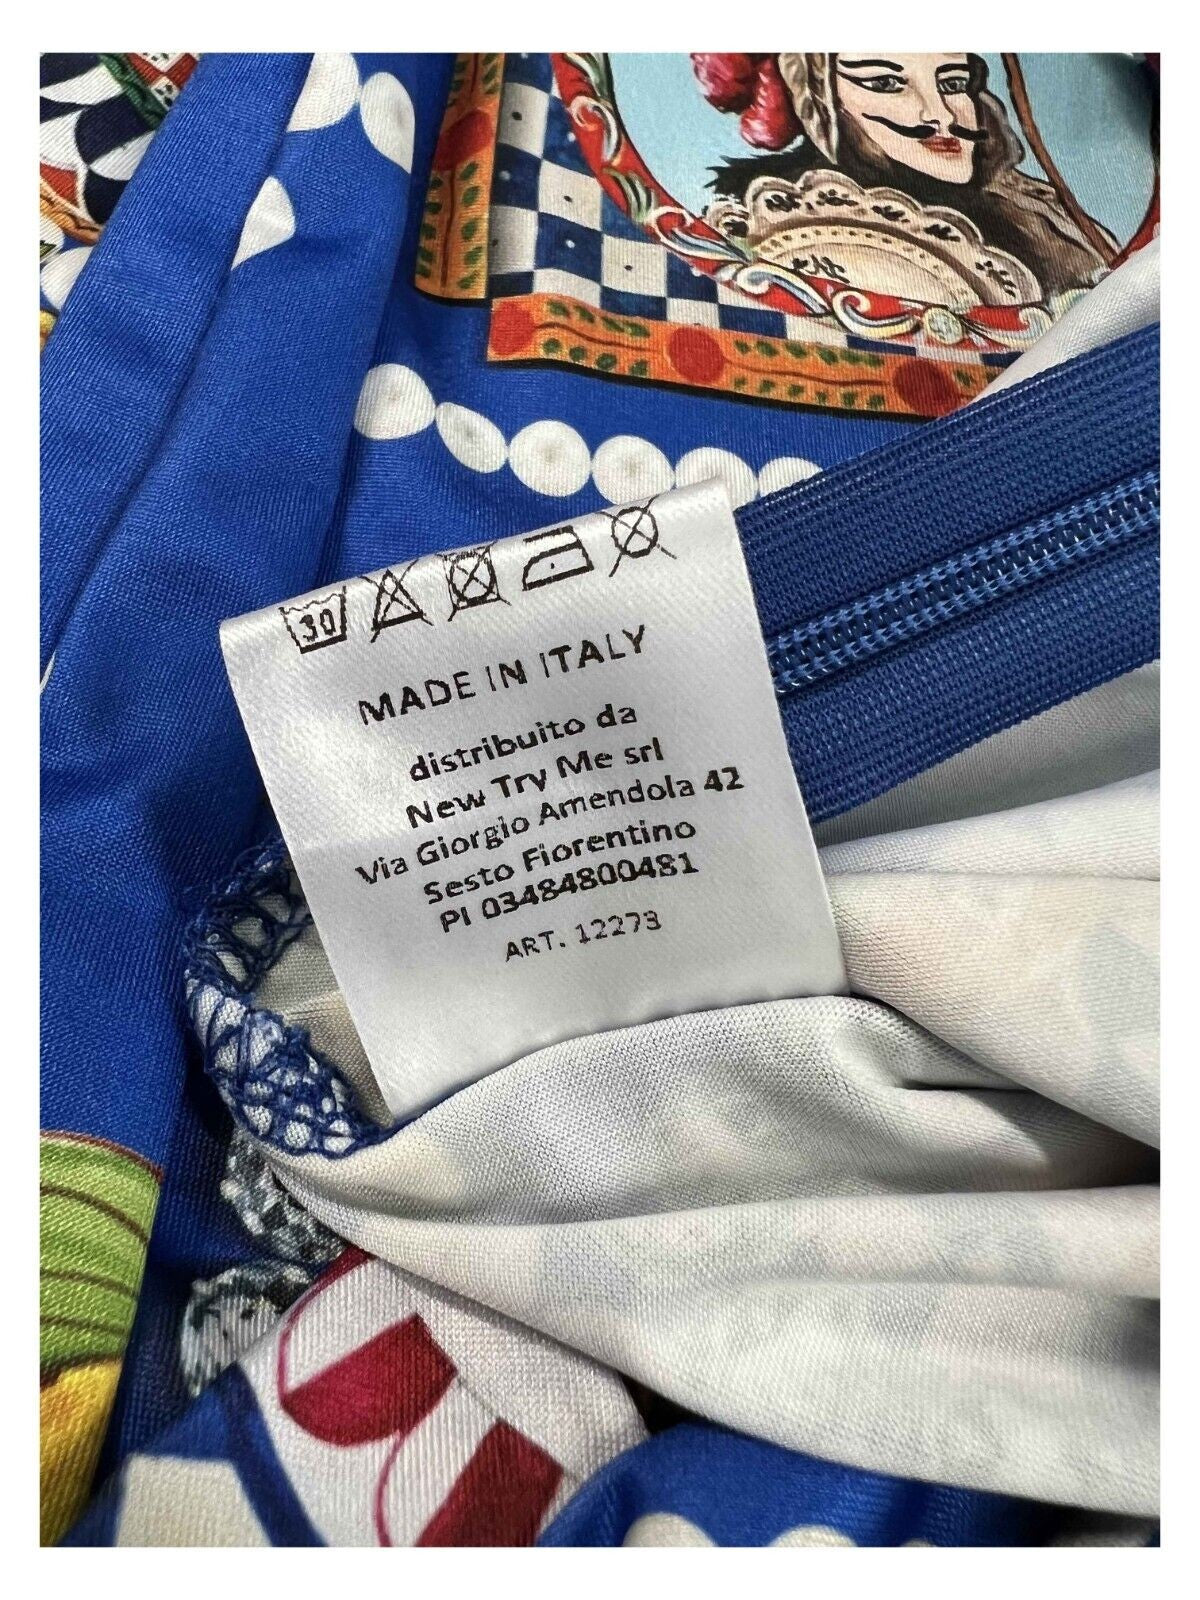 30
MADE IN ITALY
distribuito da
New Try Me srl
Via Giorgio Amendola 42
Sesto Fiorentino
PI 03484800481
ART. 12273